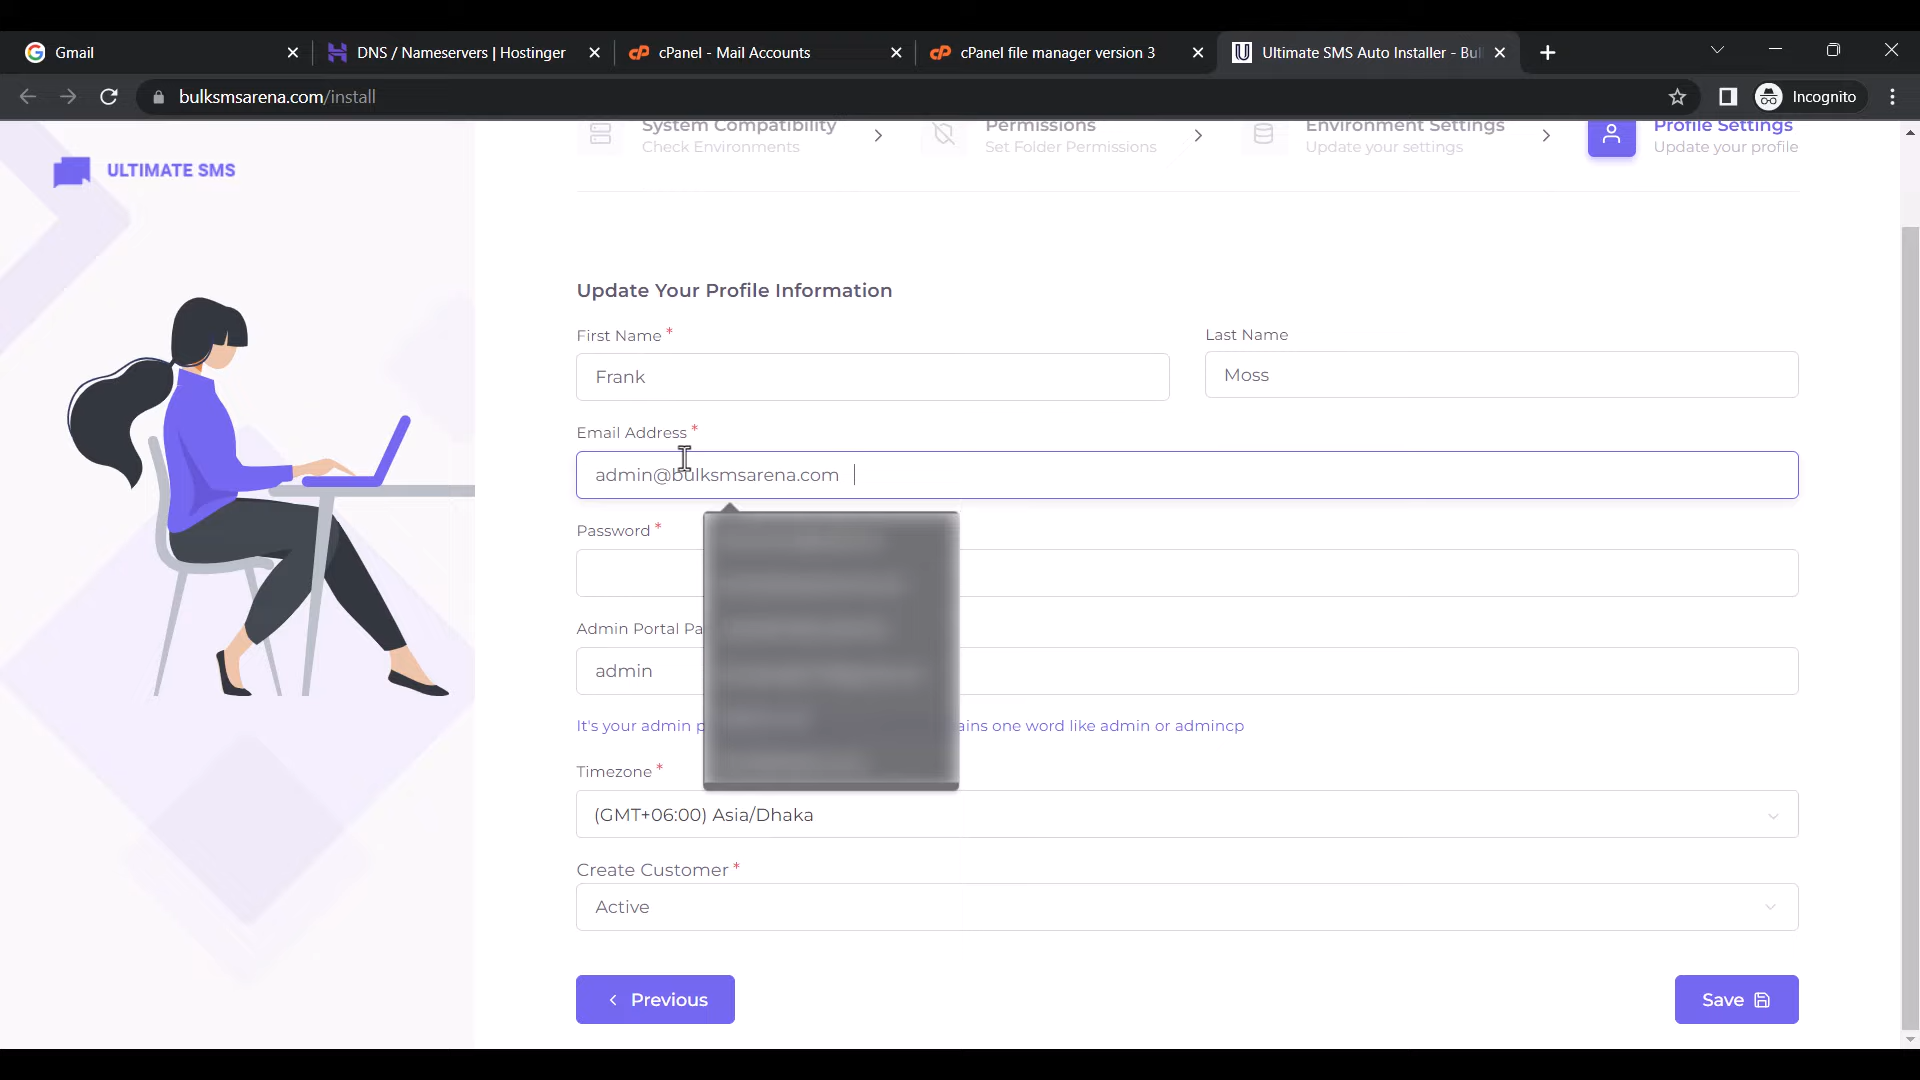 Gmail
DNS / Nameservers | Hostinger
cPanel - Mail Accounts
cPanel file manager version 3
Ultimate SMS Auto Installer - Bul
bulksmsarena.com/install
Incognito
ULTIMATE SMS
System Compatibility
Check Environments
Permissions
Set Folder Permissions
Environment Settings
Update your settings
Profile Settings
Update your profile
Update Your Profile Information
First Name *
Last Name
Frank
Moss
Email Address *
admin@bulksmsarena.com
Password *
Admin Portal Pa
admin
It's your admin p
ains one word like admin or admincp
Timezone *
(GMT+06:00) Asia/Dhaka
Create Customer *
Active
Previous
Save